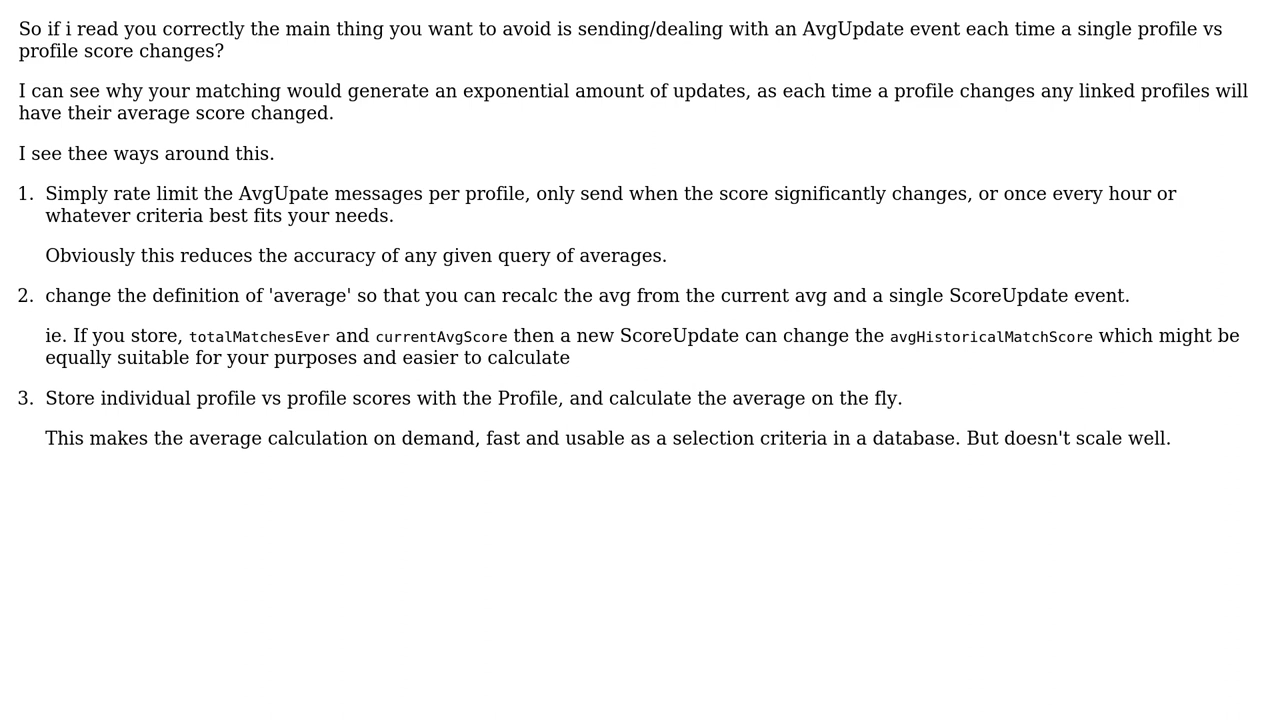 So if i read you correctly the main thing you want to avoid is sending/dealing with an AvgUpdate event each time a single profile vs
profile score changes?
I can see why your matching would generate an exponential amount of updates, as each time a profile changes any linked profiles will
have their average score changed.
I see thee ways around this.
1. Simply rate limit the AvgUpate messages per profile, only send when the score significantly changes, or once every hour or
whatever criteria best fits your needs.
Obviously this reduces the accuracy of any given query of averages.
2. change the definition of 'average' so that you can recalc the avg from the current avg and a single ScoreUpdate event.
ie. If you store, totalMatchesEver and currentAvgScore then a new ScoreUpdate can change the avgHistoricalMatchScore which might be
equally suitable for your purposes and easier to calculate
3. Store individual profile vs profile scores with the Profile, and calculate the average on the fly.
This makes the average calculation on demand, fast and usable as a selection criteria in a database. But doesn't scale well.